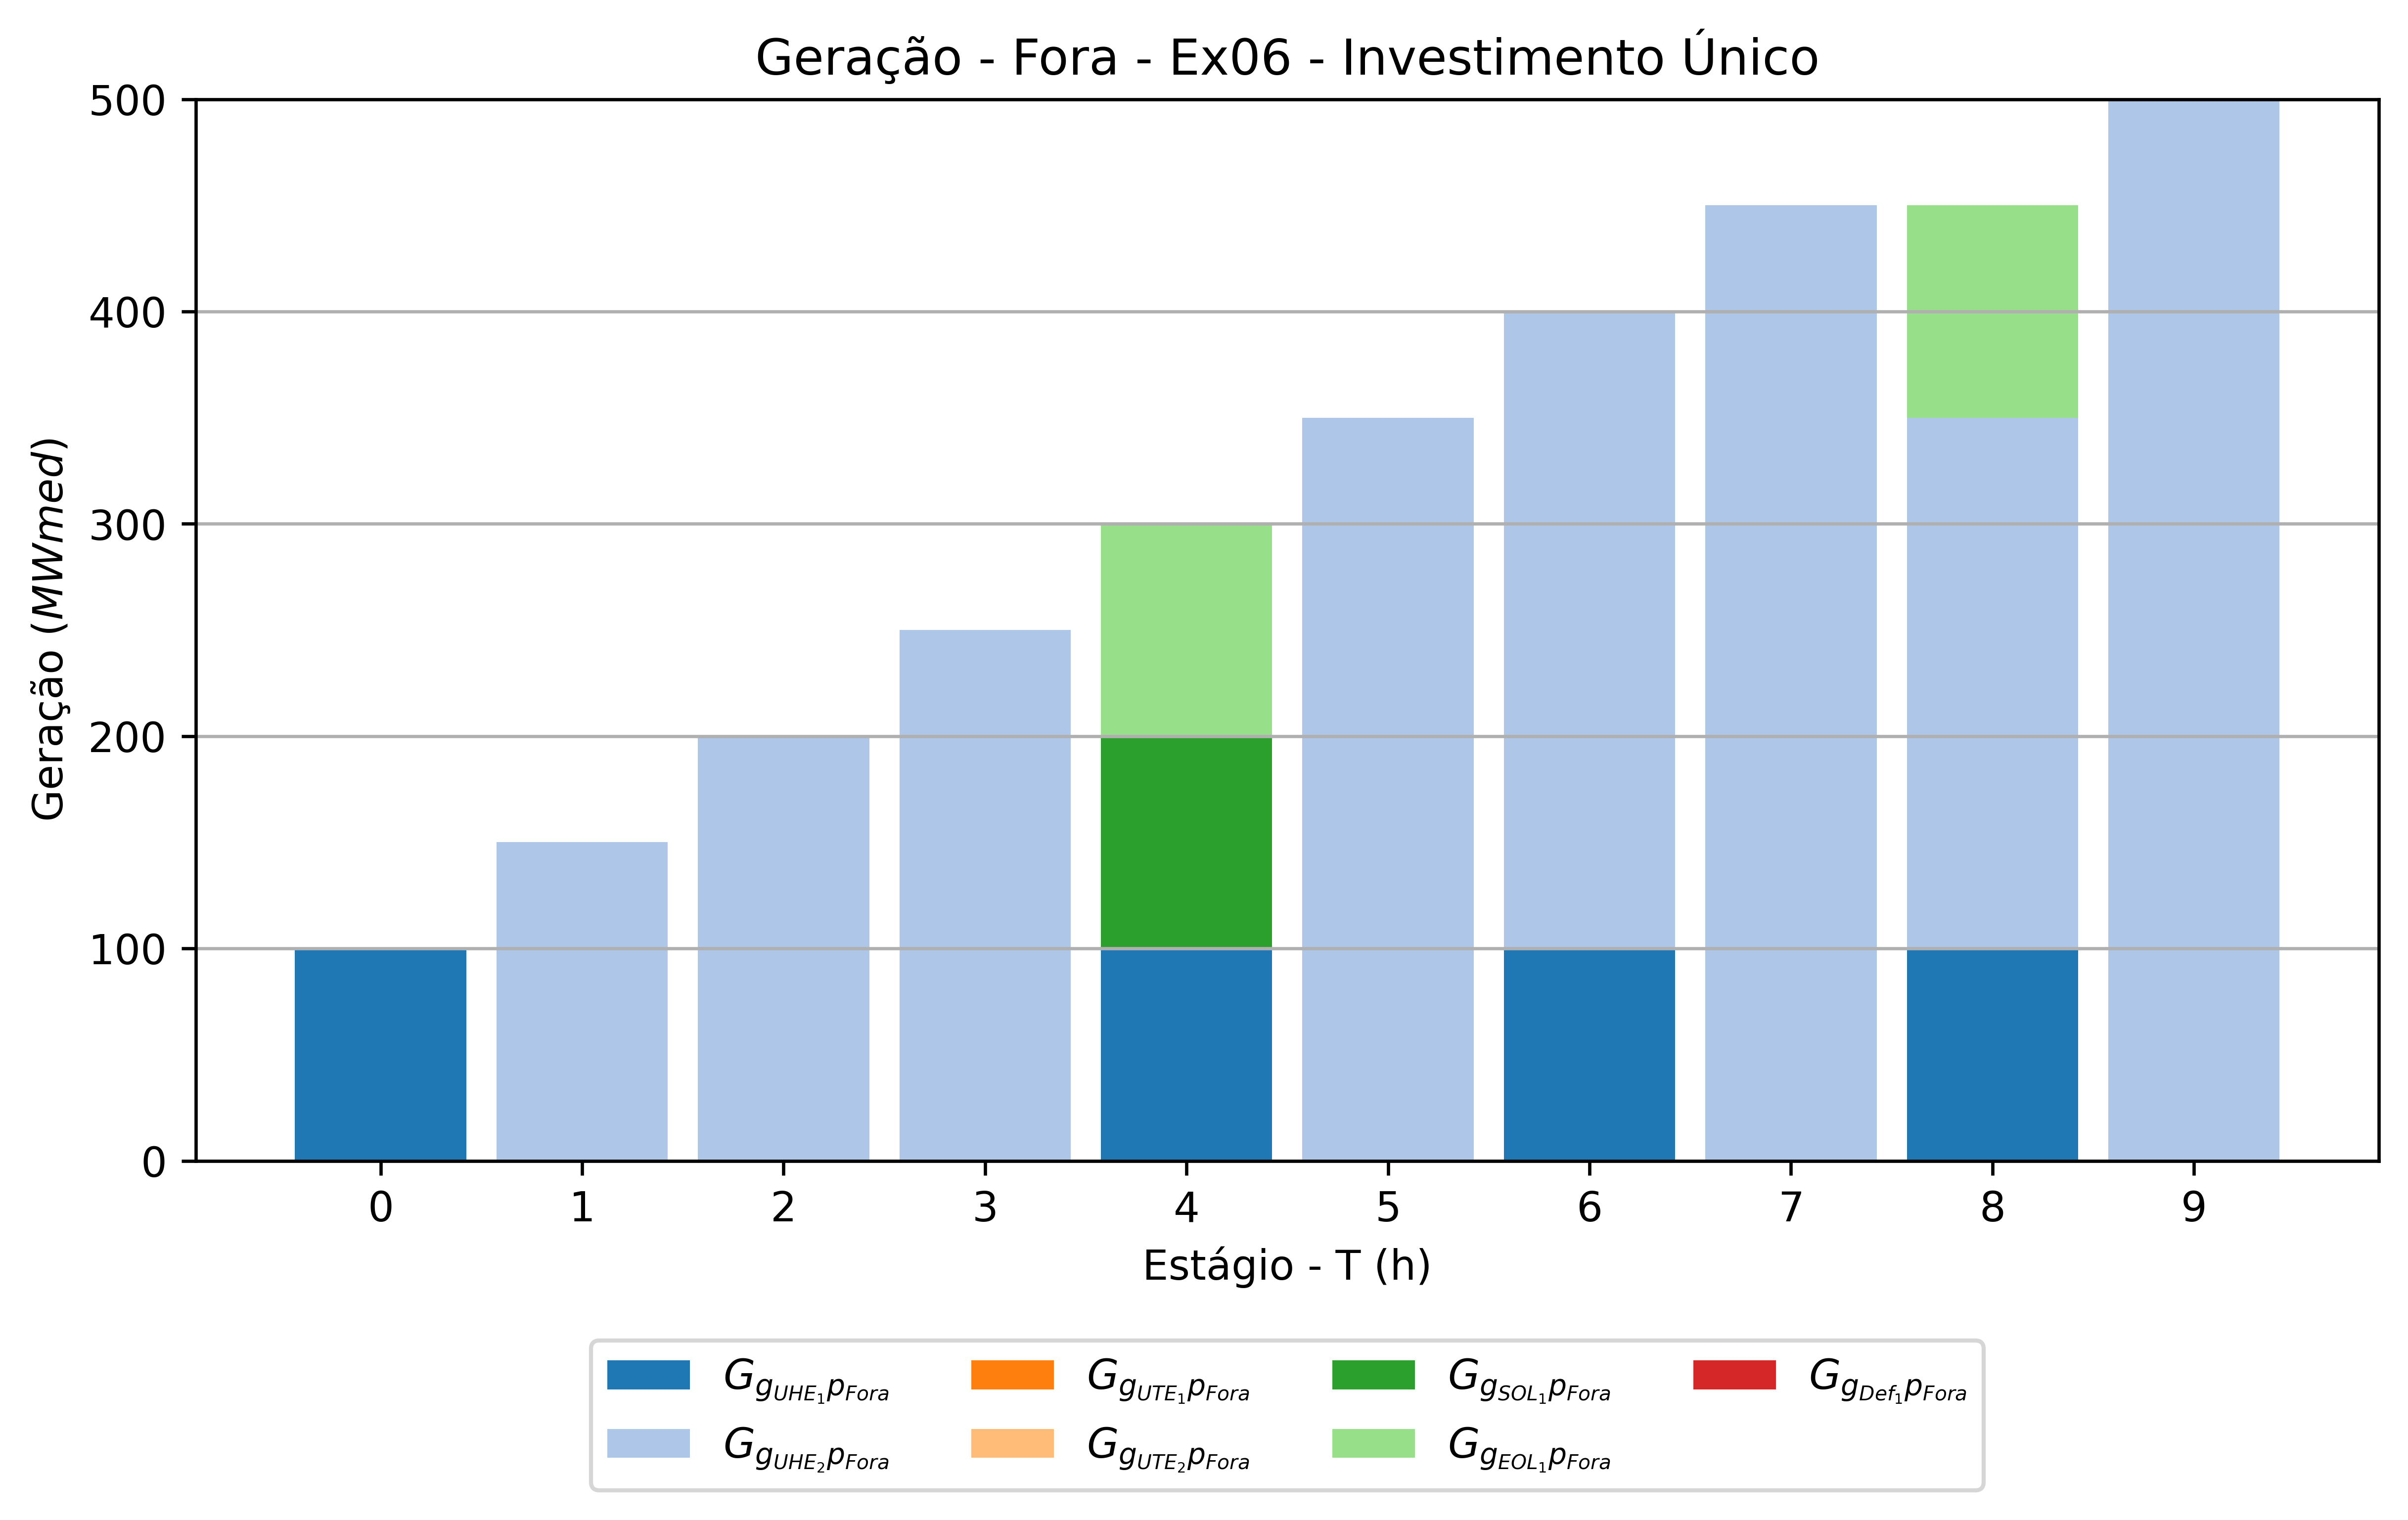 Geração - Fora - Ex06 - Investimento Único
500
400
300
200
100
0
Geração (MWmed)
0 1 2 3 4 5 6 7 8 9
Estágio - T (h)
G_{g_{UHE_1}p_{Fora}} G_{g_{UTE_1}p_{Fora}} G_{g_{SOL_1}p_{Fora}} G_{g_{Def_1}p_{Fora}}
G_{g_{UHE_2}p_{Fora}} G_{g_{UTE_2}p_{Fora}} G_{g_{EOL_1}p_{Fora}}